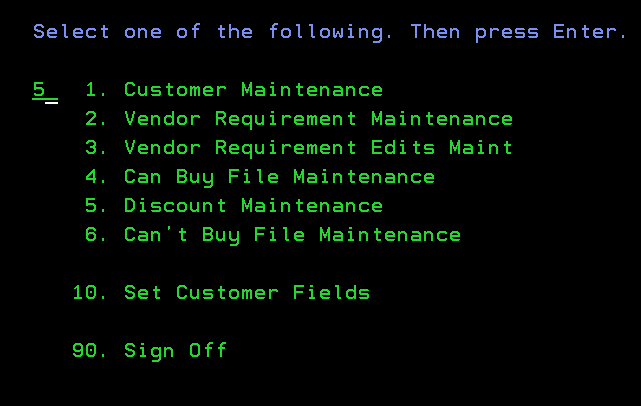 Select one of the following. Then press Enter.
5_ 1. Customer Maintenance
2. Vendor Requirement Maintenance
3. Vendor Requirement Edits Maint
4. Can Buy File Maintenance
5. Discount Maintenance
6. Can't Buy File Maintenance
10. Set Customer Fields
90. Sign Off